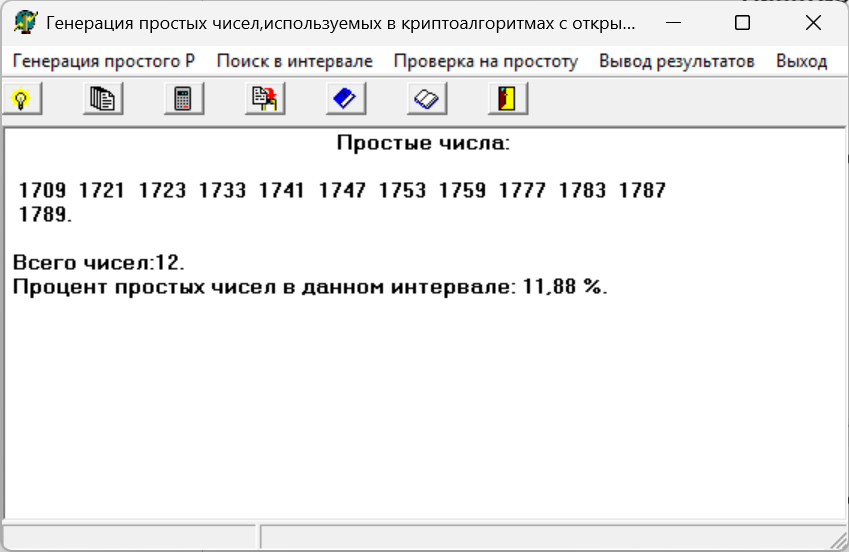 Генерация простых чисел,используемых в криптоалгоритмах с откры...
Генерация простого Р Поиск в интервале Проверка на простоту Вывод результатов Выход
Простые числа:
1709 1721 1723 1733 1741 1747 1753 1759 1777 1783 1787
1789.
Всего чисел:12.
Процент простых чисел в данном интервале: 11,88 %.